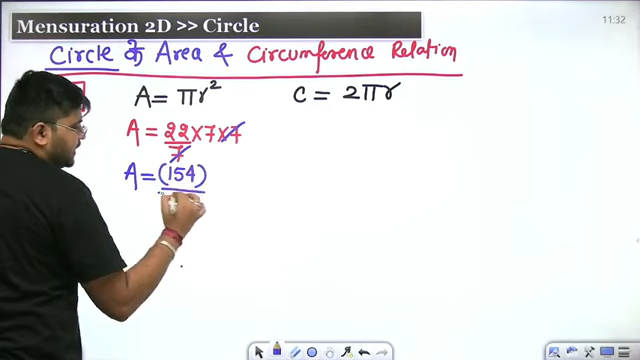 Mensuration 2D >> Circle
11:32
Circle के Area & Circumference Relation
A = πr² C = 2πr
A = 22/7 × 7 × 7
A = (154)